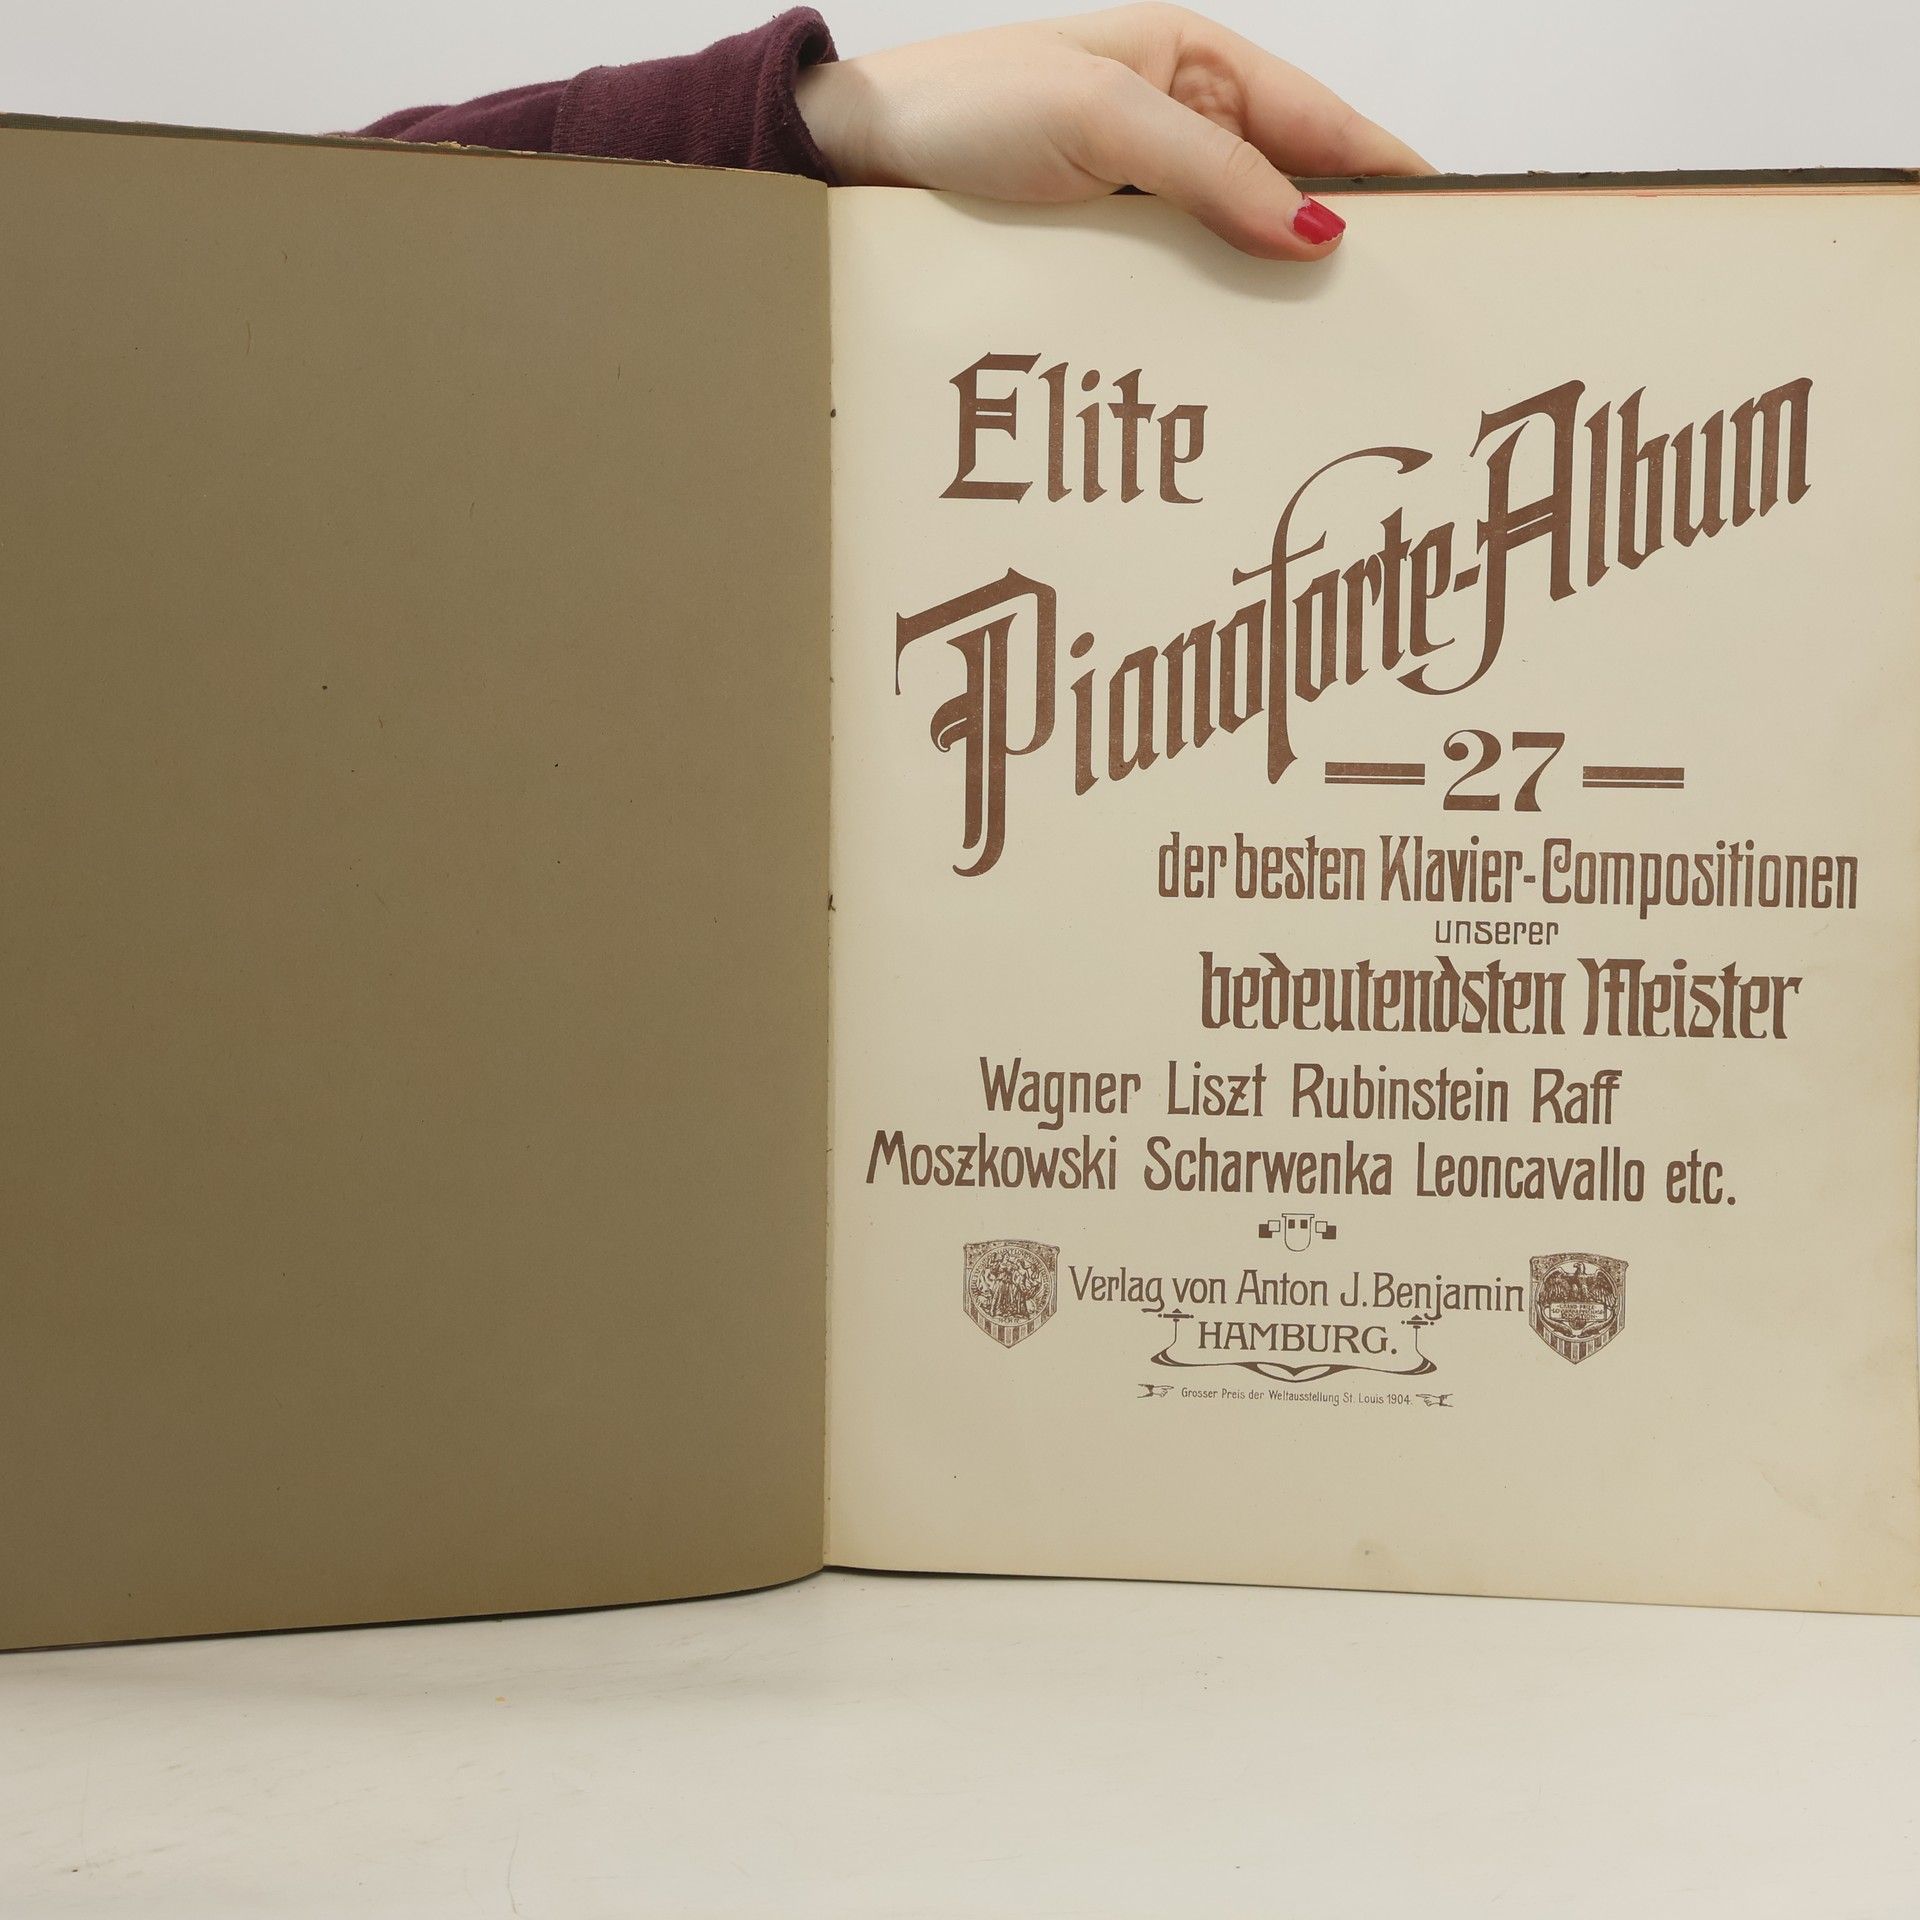 Elite
Pianoforte-Album
27
der besten Klavier-Compositionen
unserer
bedeutendsten Meister
Wagner Liszt Rubinstein Raff
Moszkowski Scharwenka Leoncavallo etc.
Verlag von Anton J. Benjamin
HAMBURG.
Grosser Preis der Weltausstellung St. Louis 1904.